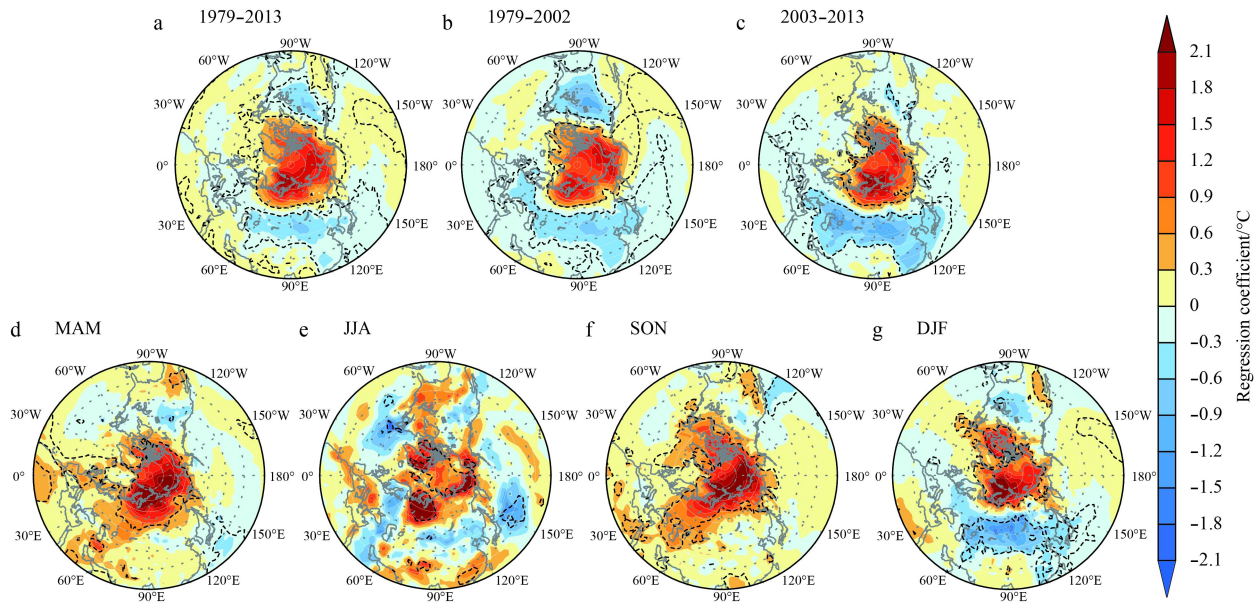 a 1979-2013
b 1979-2002
c 2003-2013
90°W
60°W
120°W
30°W
150°W
0°
180°
30°E
150°E
60°E
120°E
90°E
90°W
60°W
120°W
30°W
150°W
0°
180°
30°E
150°E
60°E
120°E
90°E
90°W
60°W
120°W
30°W
150°W
0°
180°
30°E
150°E
60°E
120°E
90°E
d MAM
e JJA
f SON
g DJF
90°W
60°W
120°W
30°W
150°W
0°
180°
30°E
150°E
60°E
120°E
90°E
90°W
60°W
120°W
30°W
150°W
0°
180°
30°E
150°E
60°E
120°E
90°E
90°W
60°W
120°W
30°W
150°W
0°
180°
30°E
150°E
60°E
120°E
90°E
90°W
60°W
120°W
30°W
150°W
0°
180°
30°E
150°E
60°E
120°E
90°E
2.1
1.8
1.5
1.2
0.9
0.6
0.3
0
-0.3
-0.6
-0.9
-1.2
-1.5
-1.8
-2.1
Regression coefficient/°C